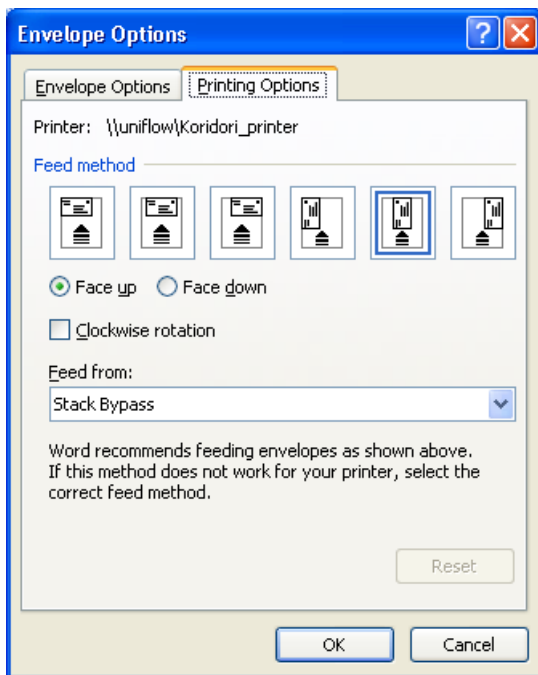 Envelope Options
Envelope Options Printing Options
Printer: \\uniflow\Koridori_printer
Feed method
Face up Face down
Clockwise rotation
Feed from:
Stack Bypass
Word recommends feeding envelopes as shown above.
If this method does not work for your printer, select the
correct feed method.
Reset
OK Cancel